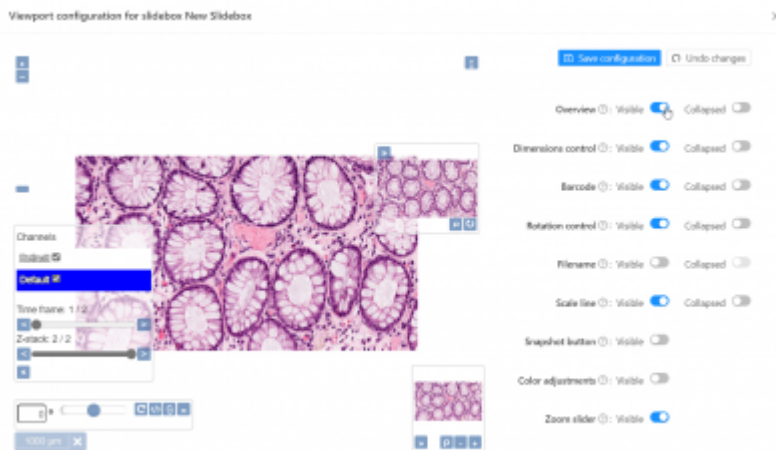 Viewport configuration for slidebox New Slidebox
Save configuration
Undo changes
Overview : Visible Collapsed
Dimensions control : Visible Collapsed
Barcode : Visible Collapsed
Rotation control : Visible Collapsed
Filename : Visible Collapsed
Scale line : Visible Collapsed
Snapshot button : Visible
Color adjustments : Visible
Zoom slider : Visible
Channels
Default
Time frame: 1 / 2
Z-stack: 2 / 2
1000 µm